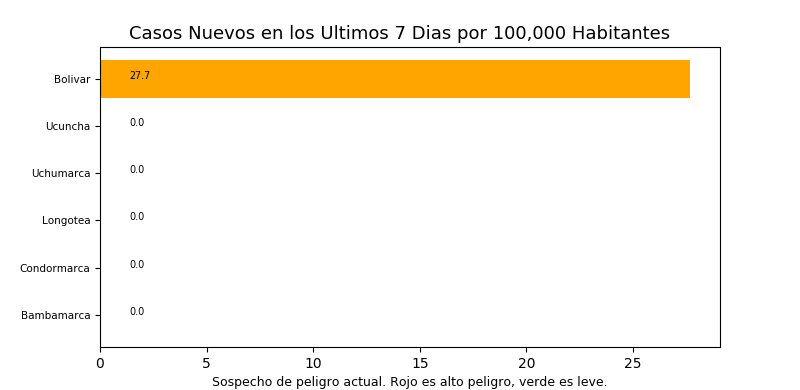 Casos Nuevos en los Ultimos 7 Dias por 100,000 Habitantes
Bolivar 27.7
Ucuncha 0.0
Uchumarca 0.0
Longotea 0.0
Condormarca 0.0
Bambamarca 0.0
0 5 10 15 20 25
Sospecho de peligro actual. Rojo es alto peligro, verde es leve.